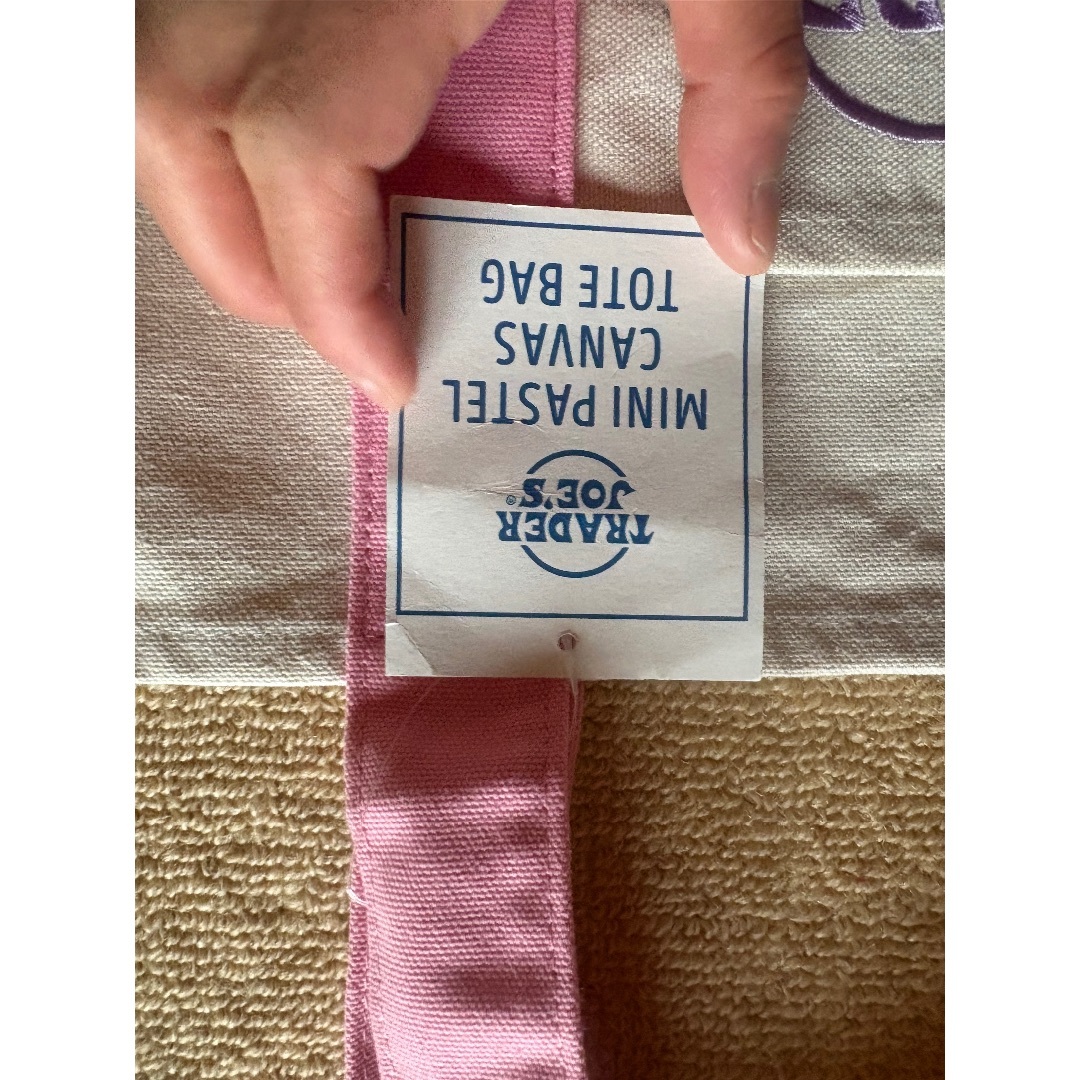 TRADER
JOE'S®
MINI PASTEL
CANVAS
TOTE BAG